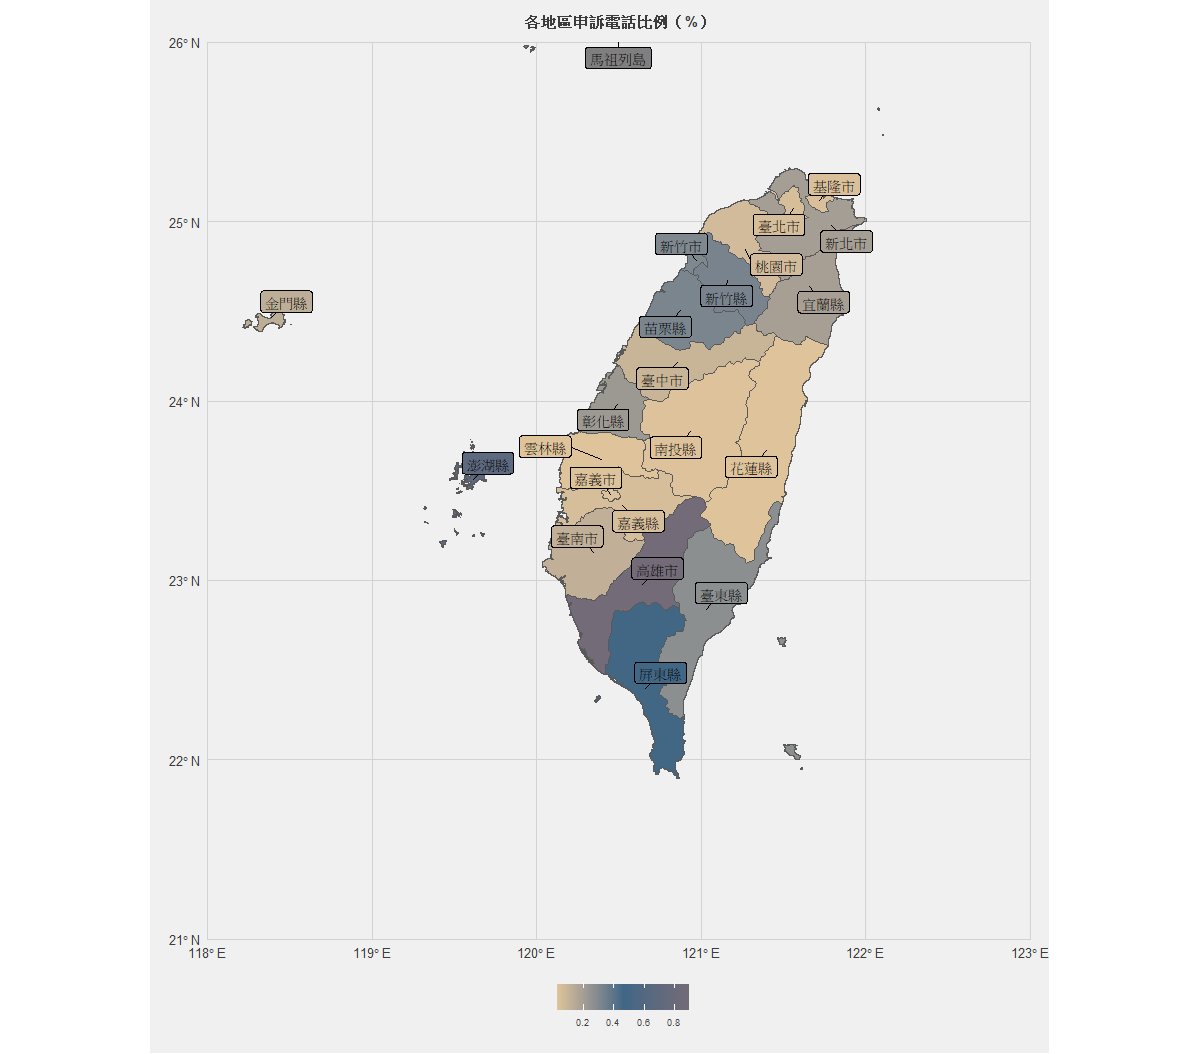 各地區申訴電話比例（%）
26° N
馬祖列島
基隆市
25° N
臺北市
新竹市
新北市
桃園市
新竹縣
金門縣
宜蘭縣
苗栗縣
臺中市
24° N
彰化縣
雲林縣
南投縣
澎湖縣
花蓮縣
嘉義市
嘉義縣
臺南市
高雄市
23° N
臺東縣
屏東縣
22° N
21° N
118° E 119° E 120° E 121° E 122° E 123° E
0.2 0.4 0.6 0.8